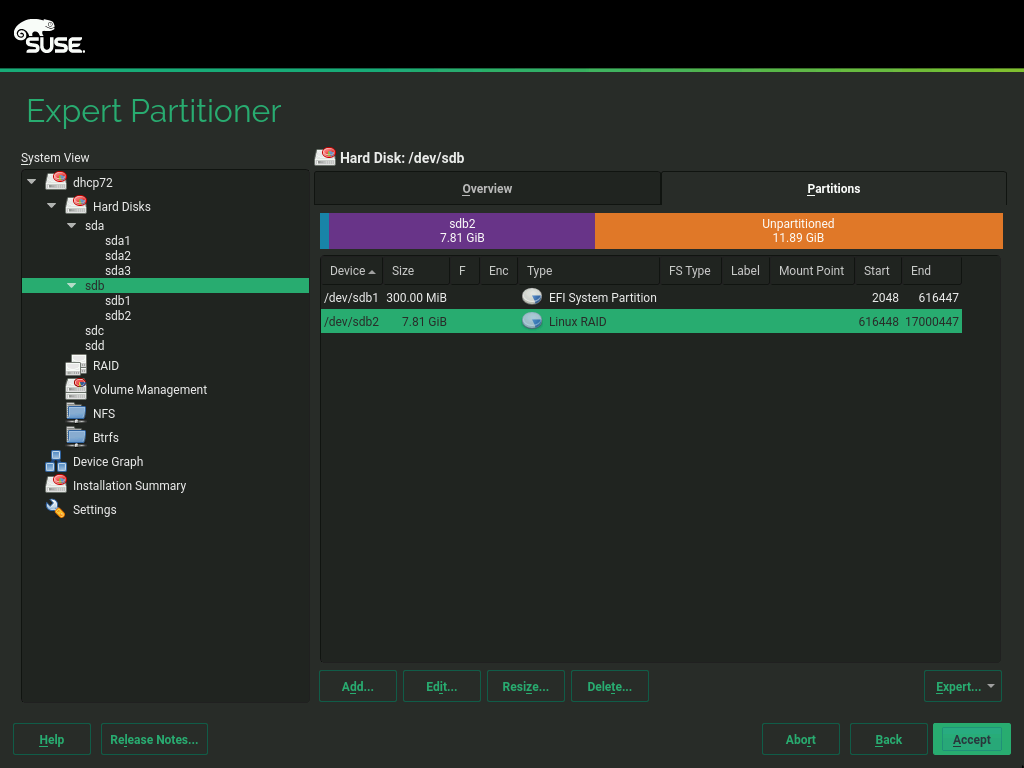 SUSE.
Expert Partitioner
System View
dhcp72
Hard Disks
sda
sda1
sda2
sda3
sdb
sdb1
sdb2
sdc
sdd
RAID
Volume Management
NFS
Btrfs
Device Graph
Installation Summary
Settings
Hard Disk: /dev/sdb
Overview Partitions
sdb2 Unpartitioned
7.81 GiB 11.89 GiB
Device Size F Enc Type FS Type Label Mount Point Start End
/dev/sdb1 300.00 MiB EFI System Partition 2048 616447
/dev/sdb2 7.81 GiB Linux RAID 616448 17000447
Add... Edit... Resize... Delete... Expert...
Help Release Notes... Abort Back Accept